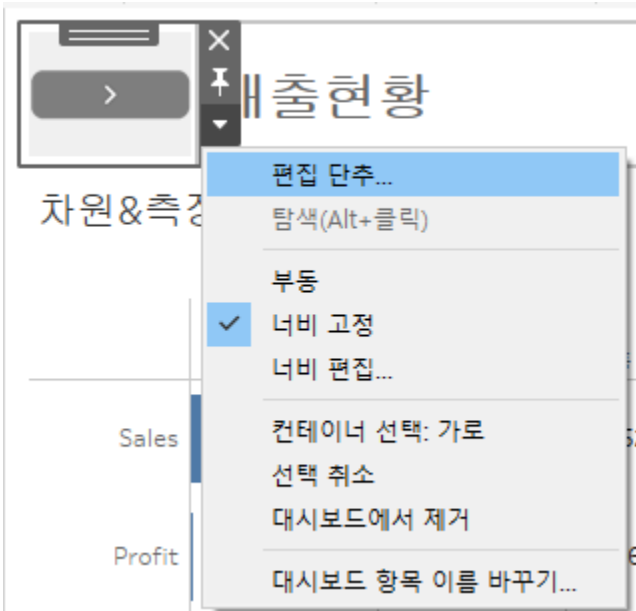 매출현황
편집 단추...
차원&측정
탐색(Alt+클릭)
부동
너비 고정
너비 편집...
Sales
컨테이너 선택: 가로
선택 취소
대시보드에서 제거
Profit
대시보드 항목 이름 바꾸기...